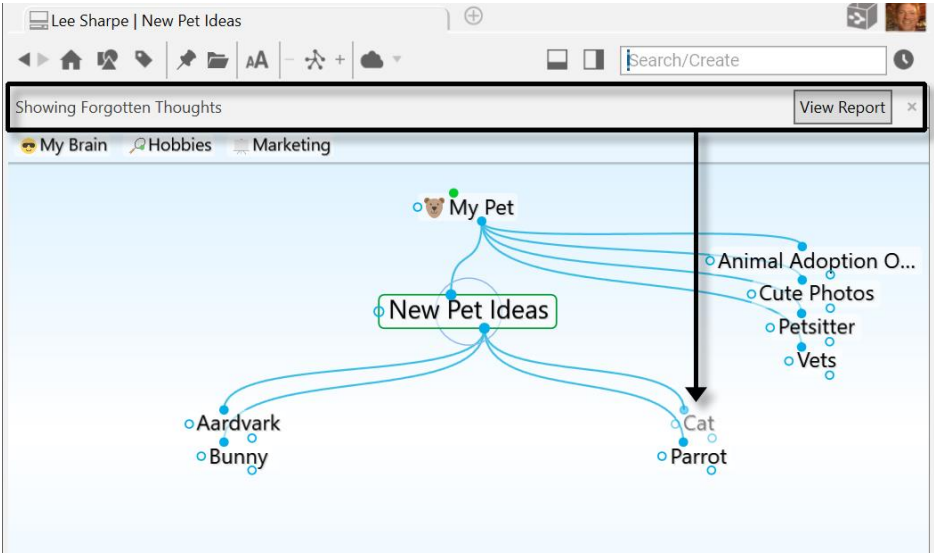 Lee Sharpe | New Pet Ideas
AA
Search/Create
Showing Forgotten Thoughts
View Report
My Brain
Hobbies
Marketing
My Pet
Animal Adoption O...
Cute Photos
New Pet Ideas
Petsitter
Vets
Aardvark
Cat
Bunny
Parrot